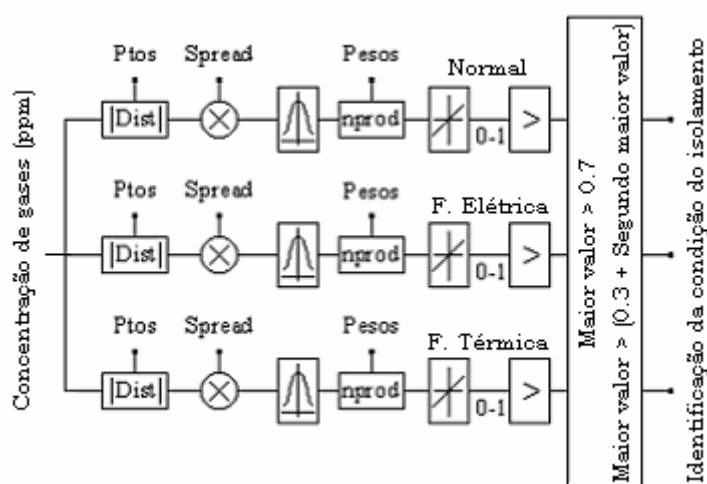 Concentração de gases (ppm)
Ptos Spread Pesos Normal
|Dist| nprod 0-1 >
Ptos Spread Pesos F. Elétrica
|Dist| nprod 0-1 >
Ptos Spread Pesos F. Térmica
|Dist| nprod 0-1 >
Maior valor > 0.7
Maior valor > (0.3 + Segundo maior valor)
Identificação da condição do isolamento